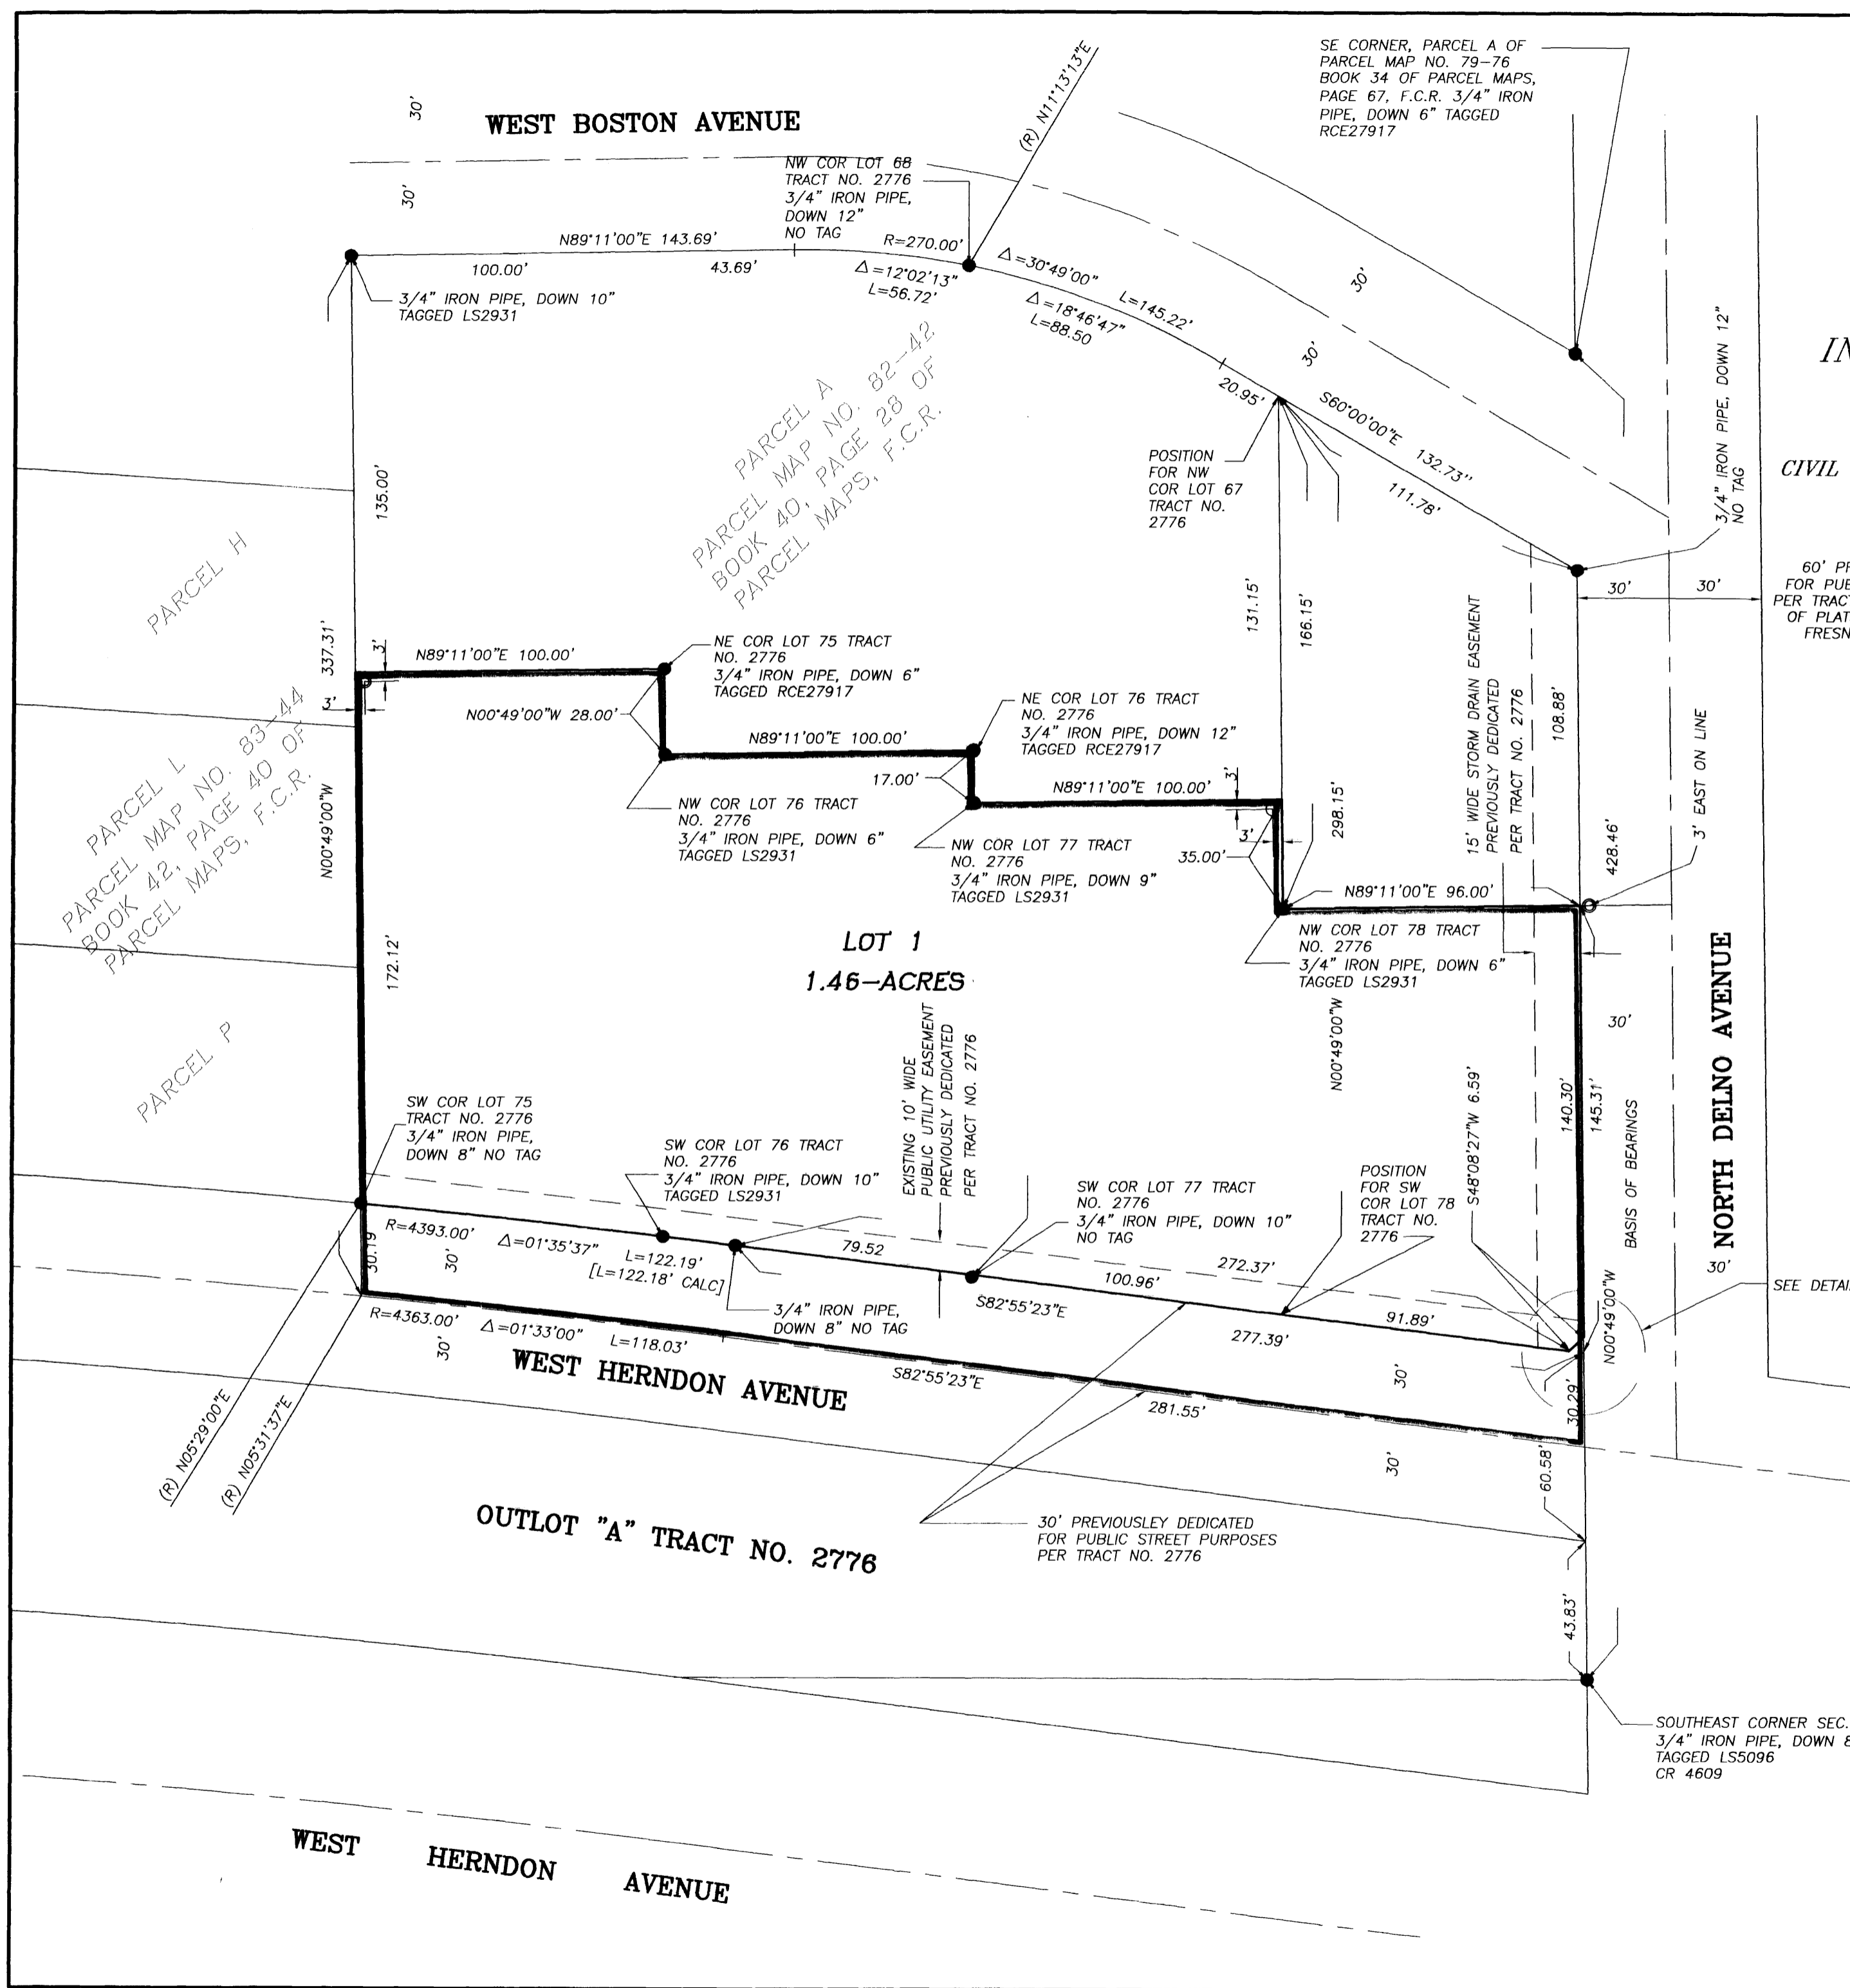 SE CORNER, PARCEL A OF
PARCEL MAP NO. 79-76
BOOK 34 OF PARCEL MAPS,
PAGE 67, F.C.R. 3/4" IRON
PIPE, DOWN 6" TAGGED
RCE27917
30'
WEST BOSTON AVENUE
(R) N11°13'13"E
30'
NW COR LOT 68
TRACT NO. 2776
3/4" IRON PIPE,
DOWN 12"
NO TAG
N89°11'00"E 143.69'
R=270.00'
100.00'
43.69'
Δ=12°02'13"
L=56.72'
Δ=30°49'00"
L=145.22'
Δ=18°46'47"
L=88.50
30'
30'
3/4" IRON PIPE, DOWN 10"
TAGGED LS2931
20.95'
S60°00'00"E
132.73"
111.78'
3/4" IRON PIPE, DOWN 12"
NO TAG
IN
CIVIL
135.00'
PARCEL A
PARCEL MAP NO. 82-42
BOOK 40, PAGE 28 OF
PARCEL MAPS, F.C.R.
POSITION
FOR NW
COR LOT 67
TRACT NO.
2776
PARCEL H
131.15'
166.15'
15' WIDE STORM DRAIN EASEMENT
PREVIOUSLY DEDICATED
PER TRACT NO. 2776
108.88'
30'
30'
60' PR
FOR PUB
PER TRACT
OF PLAT
FRESN
337.31'
3'
N89°11'00"E 100.00'
NE COR LOT 75 TRACT
NO. 2776
3/4" IRON PIPE, DOWN 6"
TAGGED RCE27917
3'
N00°49'00"W 28.00'
N89°11'00"E 100.00'
NE COR LOT 76 TRACT
NO. 2776
3/4" IRON PIPE, DOWN 12"
TAGGED RCE27917
17.00'
N89°11'00"E 100.00'
3'
3'
35.00'
298.15'
428.46'
3' EAST ON LINE
PARCEL L
PARCEL MAP NO. 83-44
BOOK 42, PAGE 40 OF
PARCEL MAPS, F.C.R.
N00°49'00"W
NW COR LOT 76 TRACT
NO. 2776
3/4" IRON PIPE, DOWN 6"
TAGGED LS2931
NW COR LOT 77 TRACT
NO. 2776
3/4" IRON PIPE, DOWN 9"
TAGGED LS2931
N89°11'00"E 96.00'
NW COR LOT 78 TRACT
NO. 2776
3/4" IRON PIPE, DOWN 6"
TAGGED LS2931
172.12'
LOT 1
1.46-ACRES
PARCEL P
EXISTING 10' WIDE
PUBLIC UTILITY EASEMENT
PREVIOUSLY DEDICATED
PER TRACT NO. 2776
N00°49'00"W
S48°08'27"W 6.59'
140.30'
145.31'
30'
BASIS OF BEARINGS
NORTH DELNO AVENUE
SW COR LOT 75
TRACT NO. 2776
3/4" IRON PIPE,
DOWN 8" NO TAG
SW COR LOT 76 TRACT
NO. 2776
3/4" IRON PIPE, DOWN 10"
TAGGED LS2931
SW COR LOT 77 TRACT
NO. 2776
3/4" IRON PIPE, DOWN 10"
NO TAG
POSITION
FOR SW
COR LOT 78
TRACT NO.
2776
30.19
R=4393.00'
30'
Δ=01°35'37"
L=122.19'
[L=122.18' CALC]
79.52
100.96'
272.37'
S82°55'23"E
91.89'
277.39'
3/4" IRON PIPE,
DOWN 8" NO TAG
30'
N00°49'00"W
SEE DETAI
R=4363.00'
30'
Δ=01°33'00"
L=118.03'
WEST HERNDON AVENUE
S82°55'23"E
281.55'
30'
30.29'
30'
60.58'
(R) N05°29'00"E
(R) N05°31'37"E
OUTLOT "A" TRACT NO. 2776
30' PREVIOUSLEY DEDICATED
FOR PUBLIC STREET PURPOSES
PER TRACT NO. 2776
43.83'
SOUTHEAST CORNER SEC.
3/4" IRON PIPE, DOWN 8
TAGGED LS5096
CR 4609
WEST HERNDON AVENUE